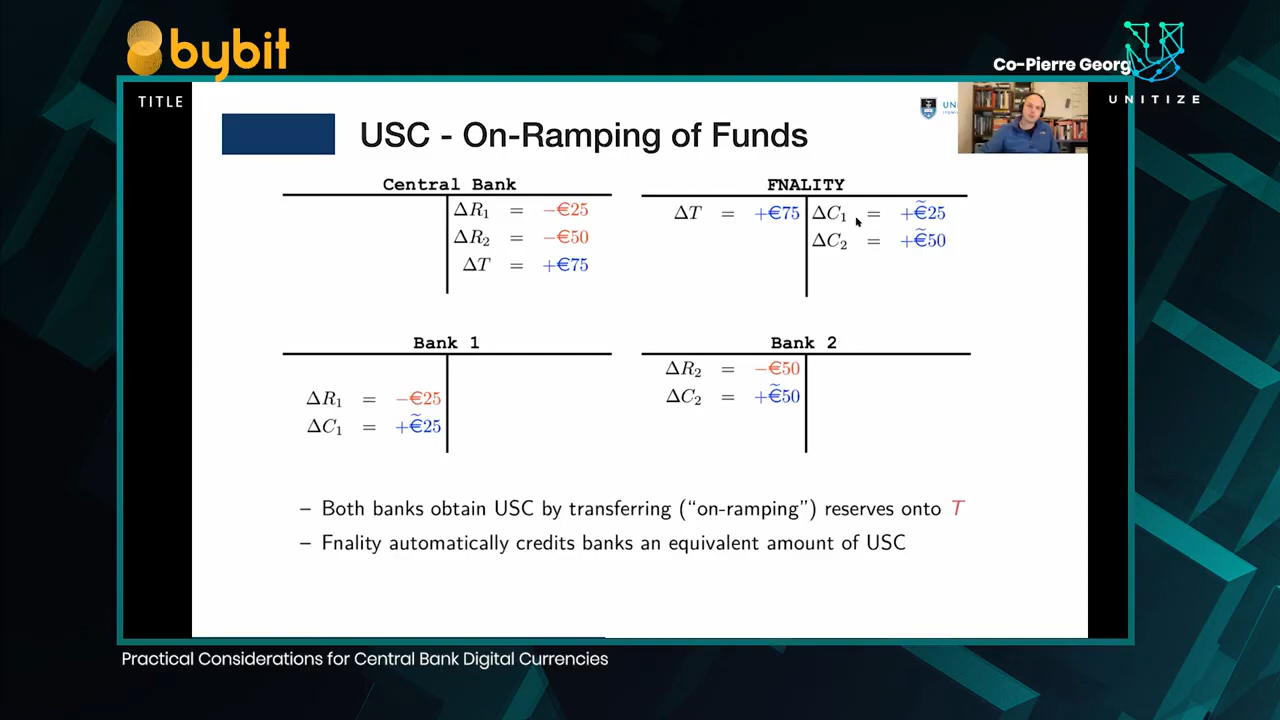 bybit
Co-Pierre Georg
UNITIZE
TITLE
UNI
USC - On-Ramping of Funds
Central Bank
ΔR₁ = −€25
ΔR₂ = −€50
ΔT = +€75
FNALITY
ΔT = +€75 ΔC₁ = +€̃25
ΔC₂ = +€̃50
Bank 1
ΔR₁ = −€25
ΔC₁ = +€̃25
Bank 2
ΔR₂ = −€50
ΔC₂ = +€̃50
– Both banks obtain USC by transferring (“on-ramping”) reserves onto T
– Fnality automatically credits banks an equivalent amount of USC
Practical Considerations for Central Bank Digital Currencies